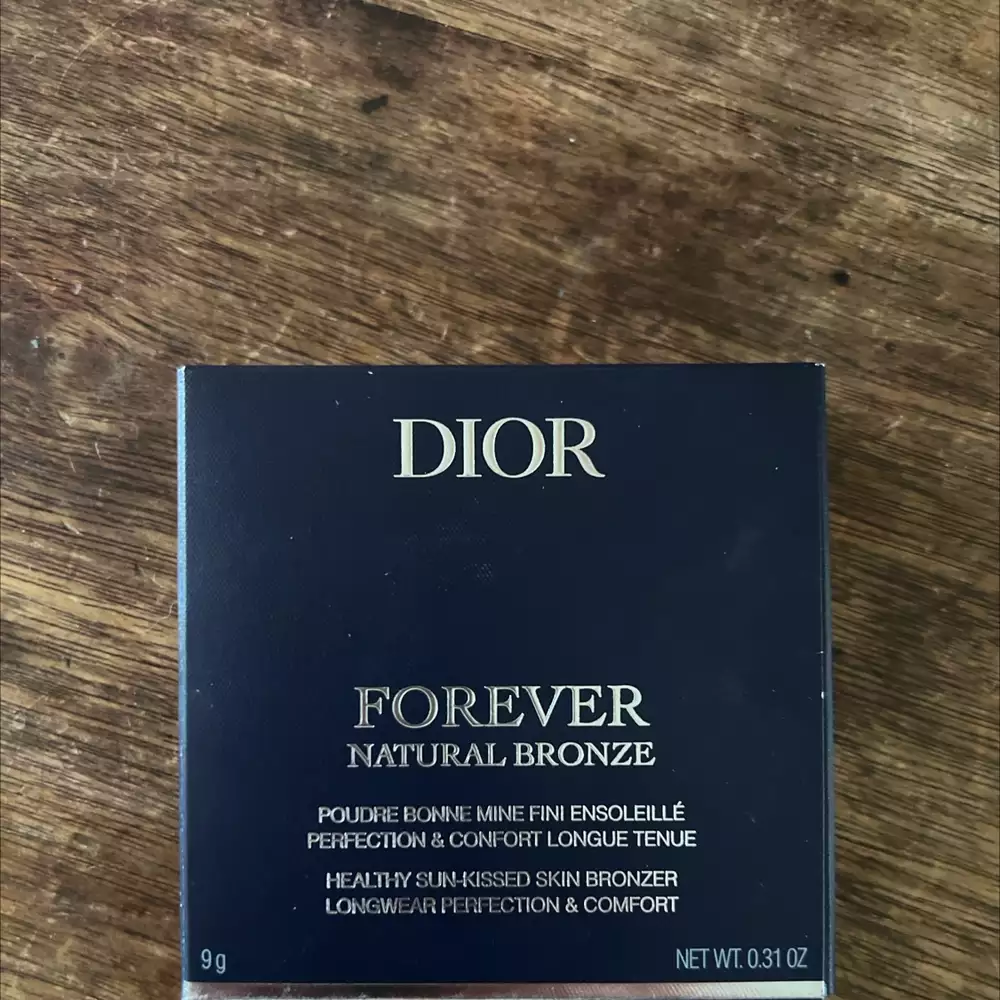 DIOR
FOREVER
NATURAL BRONZE
POUDRE BONNE MINE FINI ENSOLEILLÉ
PERFECTION & CONFORT LONGUE TENUE
HEALTHY SUN-KISSED SKIN BRONZER
LONGWEAR PERFECTION & COMFORT
9 g NET WT. 0.31 OZ